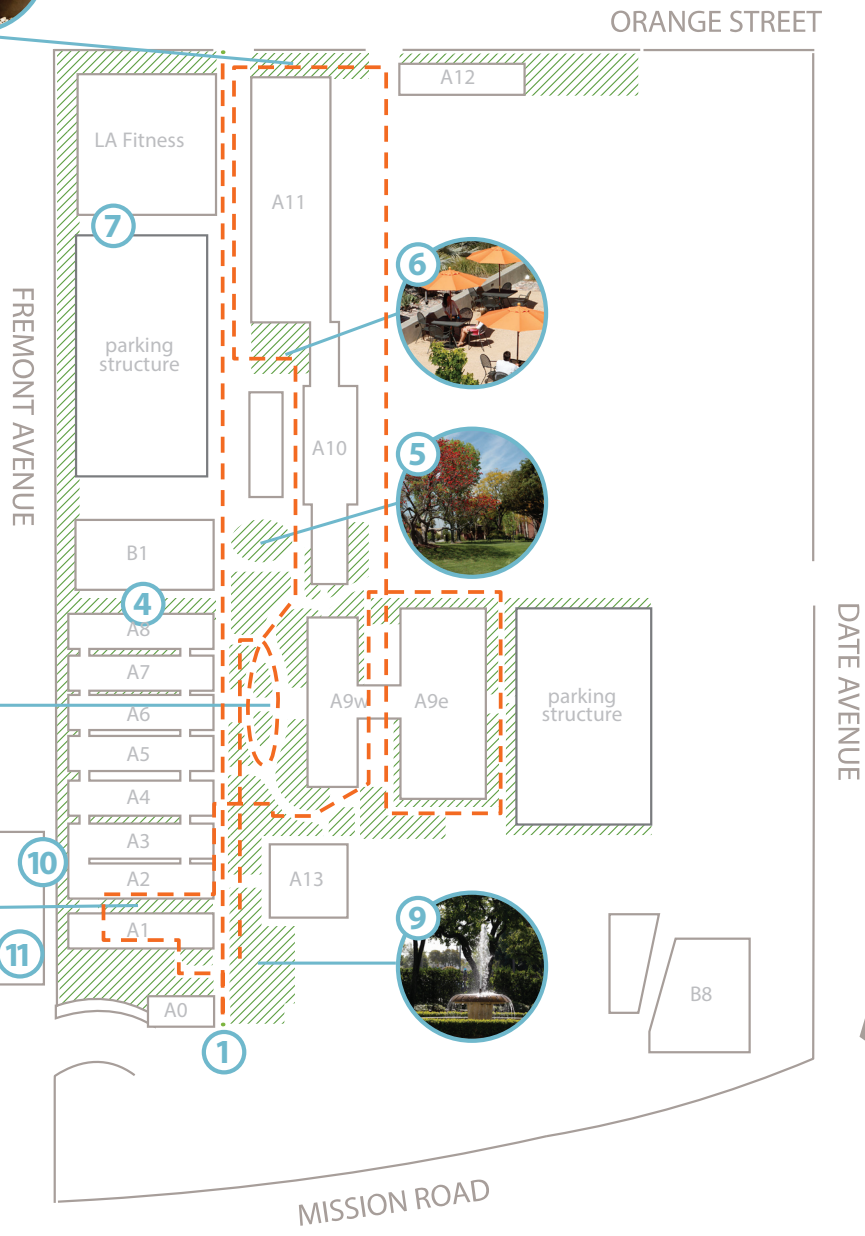 ORANGE STREET
A12
LA Fitness
A11
7
6
FREMONT AVENUE
parking
structure
A10
5
B1
4
A8
A7
A9w
A9e
parking
structure
DATE AVENUE
A6
A5
A4
A3
10
A2
A13
A1
9
11
B8
A0
1
MISSION ROAD